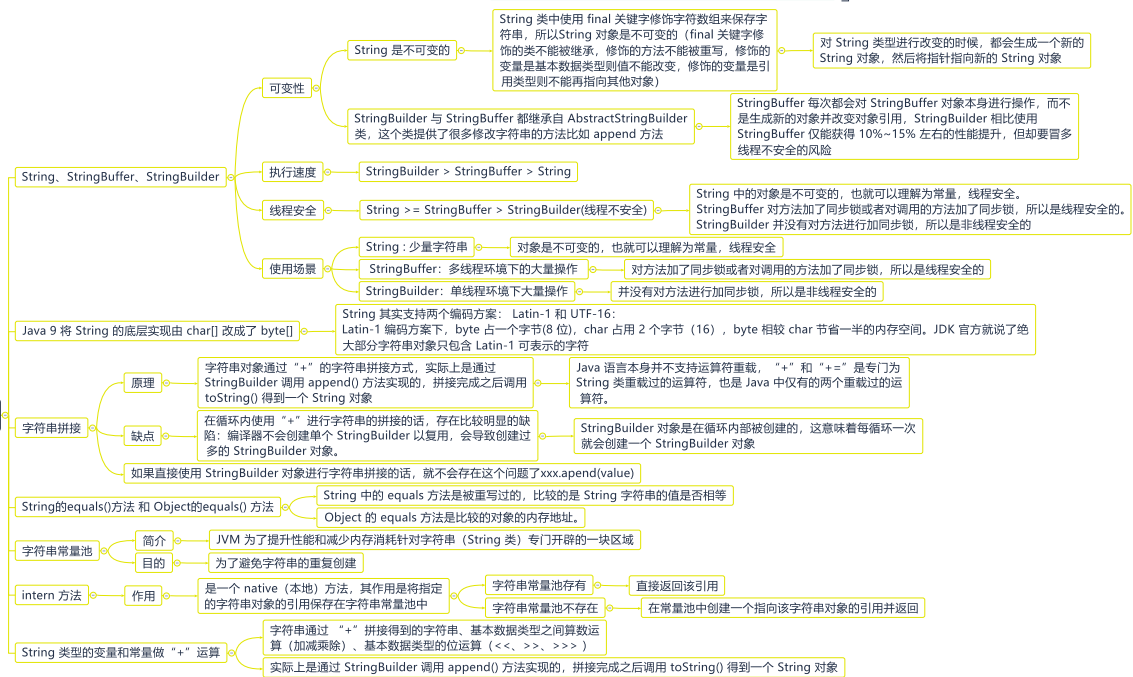 String、StringBuffer、StringBuilder
可变性
String 是不可变的
String 类中使用 final 关键字修饰字符数组来保存字
符串，所以String 对象是不可变的（final 关键字修
饰的类不能被继承，修饰的方法不能被重写，修饰的
变量是基本数据类型则值不能改变，修饰的变量是引
用类型则不能再指向其他对象）
对 String 类型进行改变的时候，都会生成一个新的
String 对象，然后将指针指向新的 String 对象
StringBuilder 与 StringBuffer 都继承自 AbstractStringBuilder
类，这个类提供了很多修改字符串的方法比如 append 方法
StringBuffer 每次都会对 StringBuffer 对象本身进行操作，而不
是生成新的对象并改变对象引用，StringBuilder 相比使用
StringBuffer 仅能获得 10%~15% 左右的性能提升，但却要冒多
线程不安全的风险
执行速度
StringBuilder > StringBuffer > String
线程安全
String >= StringBuffer > StringBuilder(线程不安全)
String 中的对象是不可变的，也就可以理解为常量，线程安全。
StringBuffer 对方法加了同步锁或者对调用的方法加了同步锁，所以是线程安全的。
StringBuilder 并没有对方法进行加同步锁，所以是非线程安全的
使用场景
String : 少量字符串
对象是不可变的，也就可以理解为常量，线程安全
StringBuffer：多线程环境下的大量操作
对方法加了同步锁或者对调用的方法加了同步锁，所以是线程安全的
StringBuilder：单线程环境下大量操作
并没有对方法进行加同步锁，所以是非线程安全的
Java 9 将 String 的底层实现由 char[] 改成了 byte[]
String 其实支持两个编码方案： Latin-1 和 UTF-16：
Latin-1 编码方案下，byte 占一个字节(8 位)，char 占用 2 个字节（16），byte 相较 char 节省一半的内存空间。JDK 官方就说了绝
大部分字符串对象只包含 Latin-1 可表示的字符
字符串拼接
原理
字符串对象通过“+”的字符串拼接方式，实际上是通过
StringBuilder 调用 append() 方法实现的，拼接完成之后调用
toString() 得到一个 String 对象
Java 语言本身并不支持运算符重载，“+”和“+=”是专门为
String 类重载过的运算符，也是 Java 中仅有的两个重载过的运
算符。
缺点
在循环内使用“+”进行字符串的拼接的话，存在比较明显的缺
陷：编译器不会创建单个 StringBuilder 以复用，会导致创建过
多的 StringBuilder 对象。
StringBuilder 对象是在循环内部被创建的，这意味着每循环一次
就会创建一个 StringBuilder 对象
如果直接使用 StringBuilder 对象进行字符串拼接的话，就不会存在这个问题了xxx.apend(value)
String的equals()方法 和 Object的equals() 方法
String 中的 equals 方法是被重写过的，比较的是 String 字符串的值是否相等
Object 的 equals 方法是比较的对象的内存地址。
字符串常量池
简介
JVM 为了提升性能和减少内存消耗针对字符串（String 类）专门开辟的一块区域
目的
为了避免字符串的重复创建
intern 方法
作用
是一个 native（本地）方法，其作用是将指定
的字符串对象的引用保存在字符串常量池中
字符串常量池存有
直接返回该引用
字符串常量池不存在
在常量池中创建一个指向该字符串对象的引用并返回
String 类型的变量和常量做“+”运算
字符串通过 “+”拼接得到的字符串、基本数据类型之间算数运
算（加减乘除）、基本数据类型的位运算（<<、>>、>>> ）
实际上是通过 StringBuilder 调用 append() 方法实现的，拼接完成之后调用 toString() 得到一个 String 对象